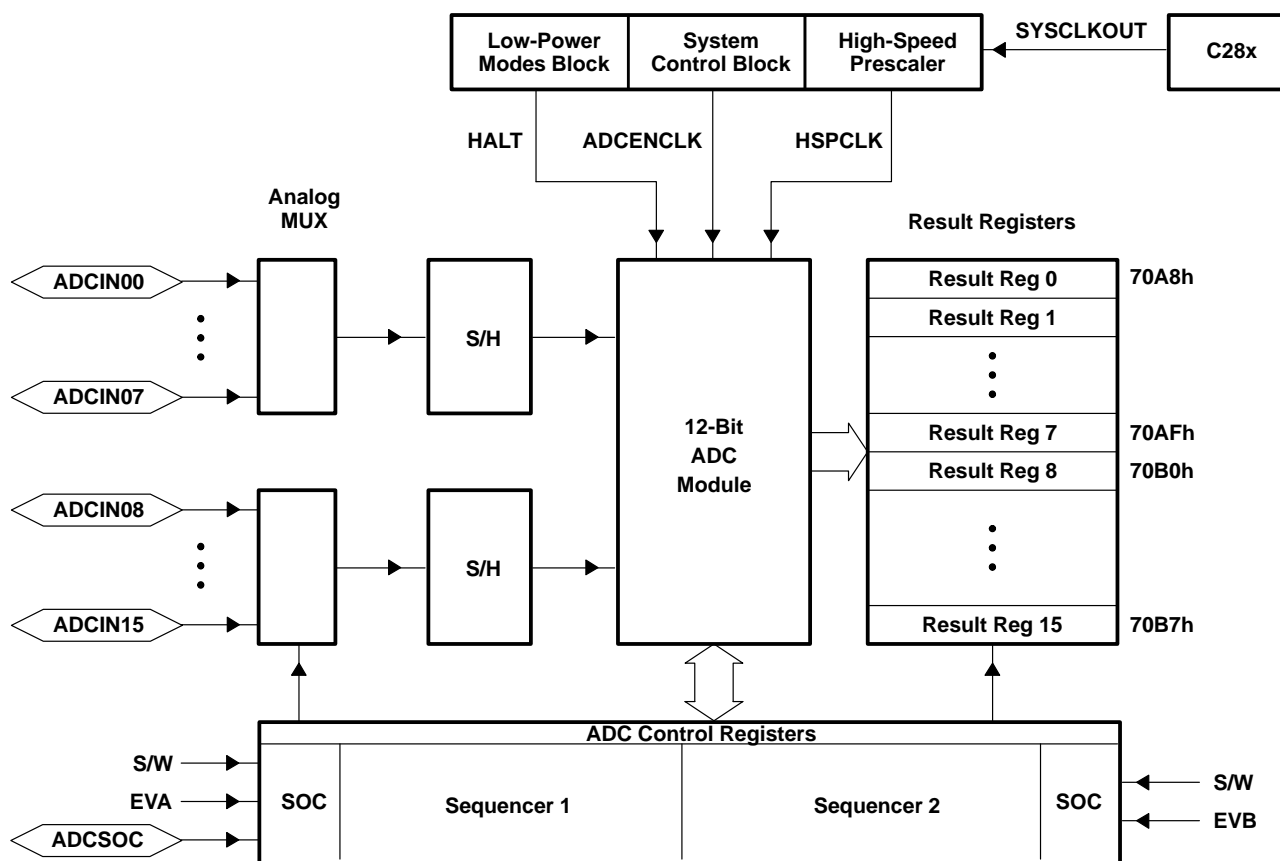 Low-Power
Modes Block
System
Control Block
High-Speed
Prescaler
SYSCLKOUT
C28x
HALT
ADCENCLK
HSPCLK
Analog
MUX
Result Registers
ADCIN00
ADCIN07
S/H
12-Bit
ADC
Module
Result Reg 0
70A8h
Result Reg 1
Result Reg 7
70AFh
Result Reg 8
70B0h
ADCIN08
ADCIN15
S/H
Result Reg 15
70B7h
ADC Control Registers
S/W
EVA
ADCSOC
SOC
Sequencer 1
Sequencer 2
SOC
S/W
EVB